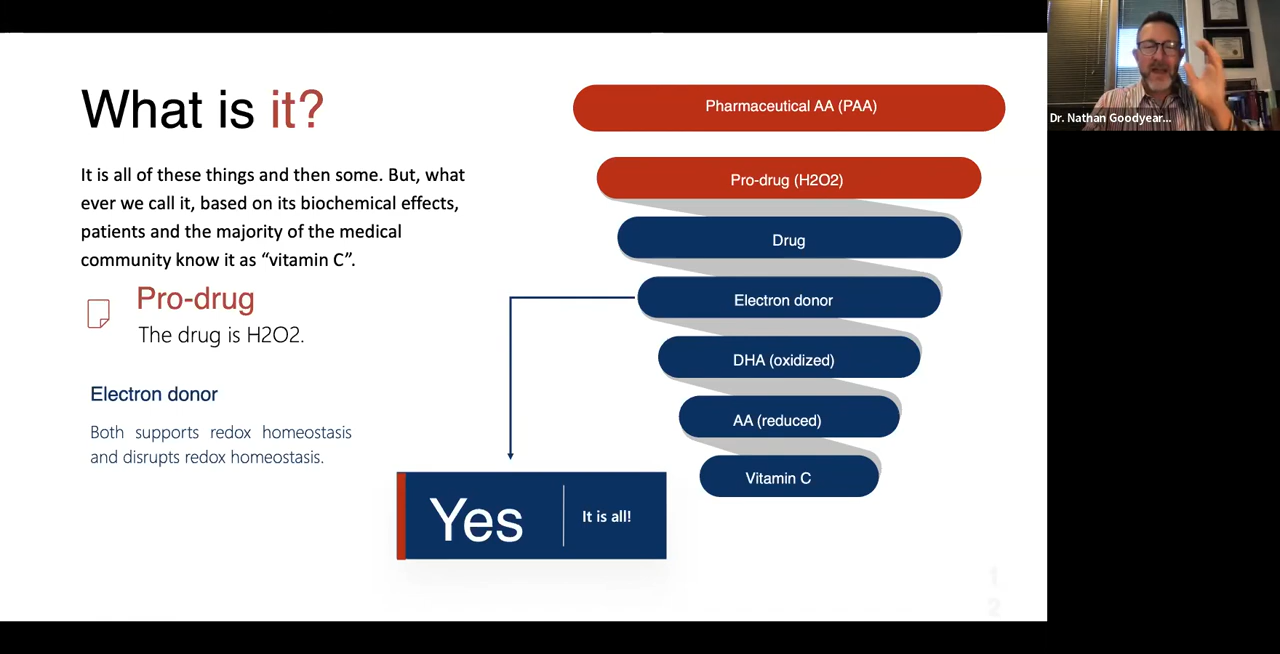 What is it?
It is all of these things and then some. But, what
ever we call it, based on its biochemical effects,
patients and the majority of the medical
community know it as “vitamin C”.
Pro-drug
The drug is H2O2.
Electron donor
Both supports redox homeostasis
and disrupts redox homeostasis.
Yes
It is all!
Pharmaceutical AA (PAA)
Pro-drug (H2O2)
Drug
Electron donor
DHA (oxidized)
AA (reduced)
Vitamin C
1
2
Dr. Nathan Goodyear...